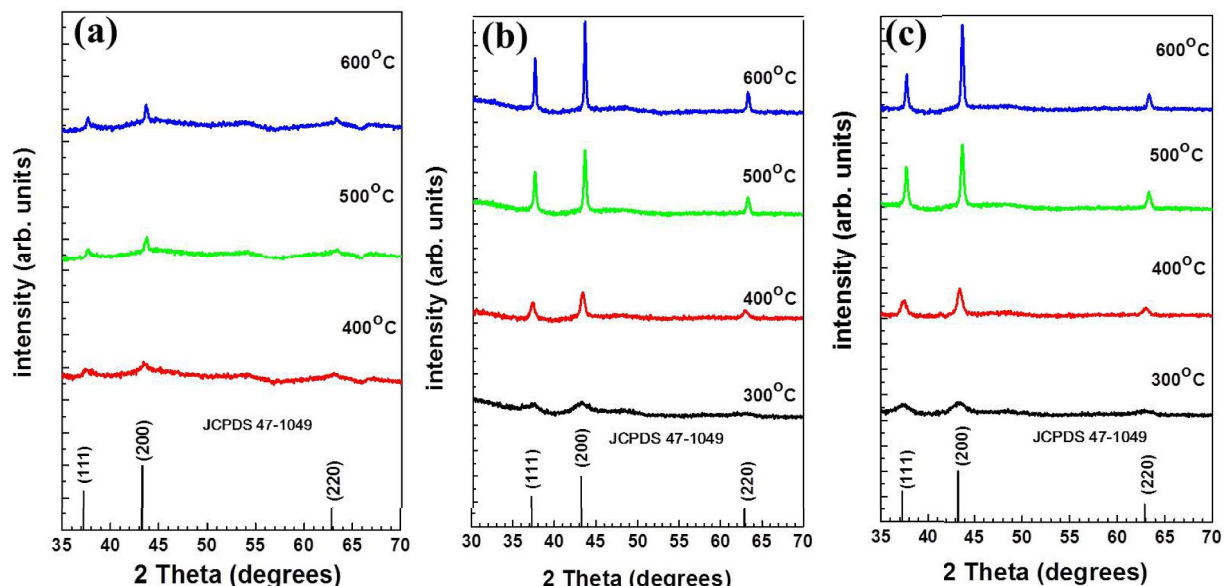 (a)
600°C
500°C
400°C
JCPDS 47-1049
(111)
(200)
(220)
intensity (arb. units)
35 40 45 50 55 60 65 70
2 Theta (degrees)
(b)
600°C
500°C
400°C
300°C
JCPDS 47-1049
(111)
(200)
(220)
intensity (arb. units)
30 35 40 45 50 55 60 65 70
2 Theta (degrees)
(c)
600°C
500°C
400°C
300°C
JCPDS 47-1049
(111)
(200)
(220)
intensity (arb. units)
35 40 45 50 55 60 65 70
2 Theta (degrees)